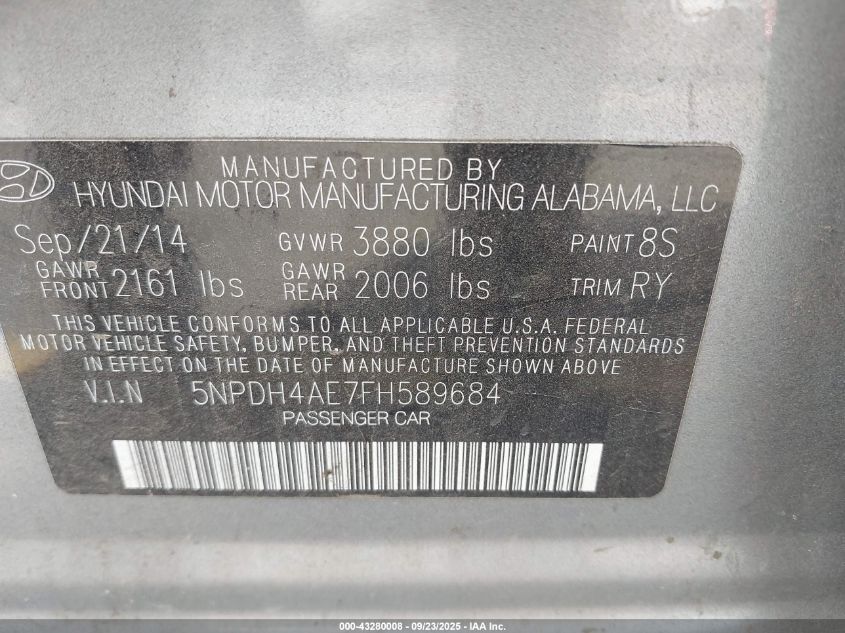 MANUFACTURED BY
HYUNDAI MOTOR MANUFACTURING ALABAMA, LLC
Sep/21/14 GVWR 3880 lbs PAINT 8S
GAWR FRONT 2161 lbs GAWR REAR 2006 lbs TRIM RY
THIS VEHICLE CONFORMS TO ALL APPLICABLE U.S.A. FEDERAL
MOTOR VEHICLE SAFETY, BUMPER, AND THEFT PREVENTION STANDARDS
IN EFFECT ON THE DATE OF MANUFACTURE SHOWN ABOVE
V.I.N 5NPDH4AE7FH589684
PASSENGER CAR
000-43280008 - 09/23/2025 - IAA Inc.